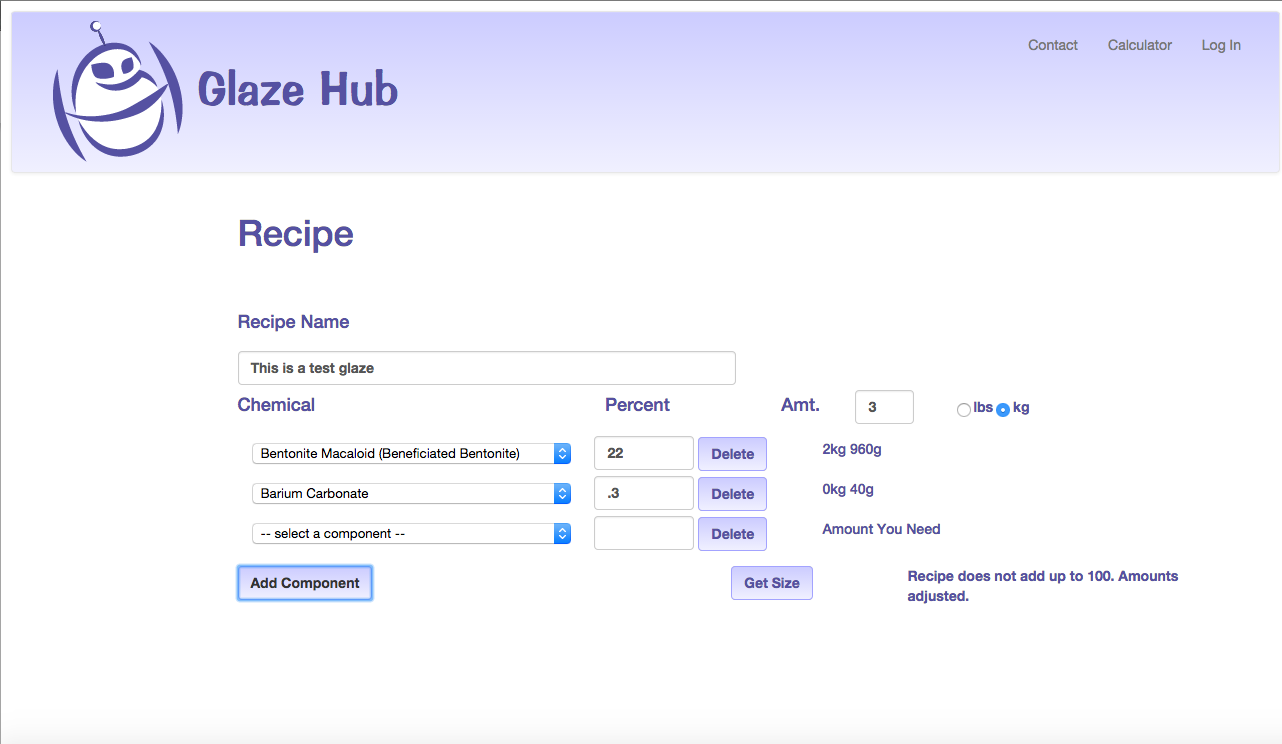 Contact Calculator Log In
Glaze Hub
Recipe
Recipe Name
This is a test glaze
Chemical Percent Amt. 3 lbs kg
Bentonite Macaloid (Beneficiated Bentonite) 22 Delete 2kg 960g
Barium Carbonate .3 Delete 0kg 40g
-- select a component -- Delete Amount You Need
Add Component Get Size Recipe does not add up to 100. Amounts
adjusted.